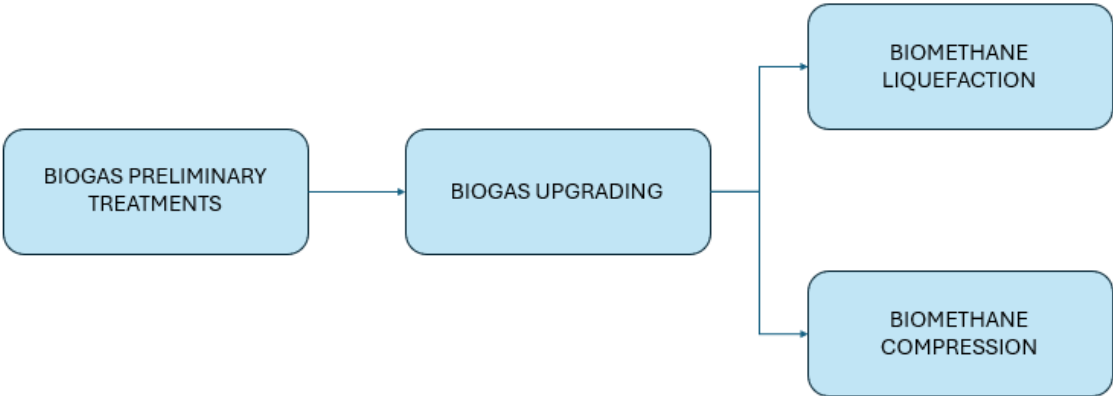 BIOGAS PRELIMINARY
TREATMENTS
BIOGAS UPGRADING
BIOMETHANE
LIQUEFACTION
BIOMETHANE
COMPRESSION